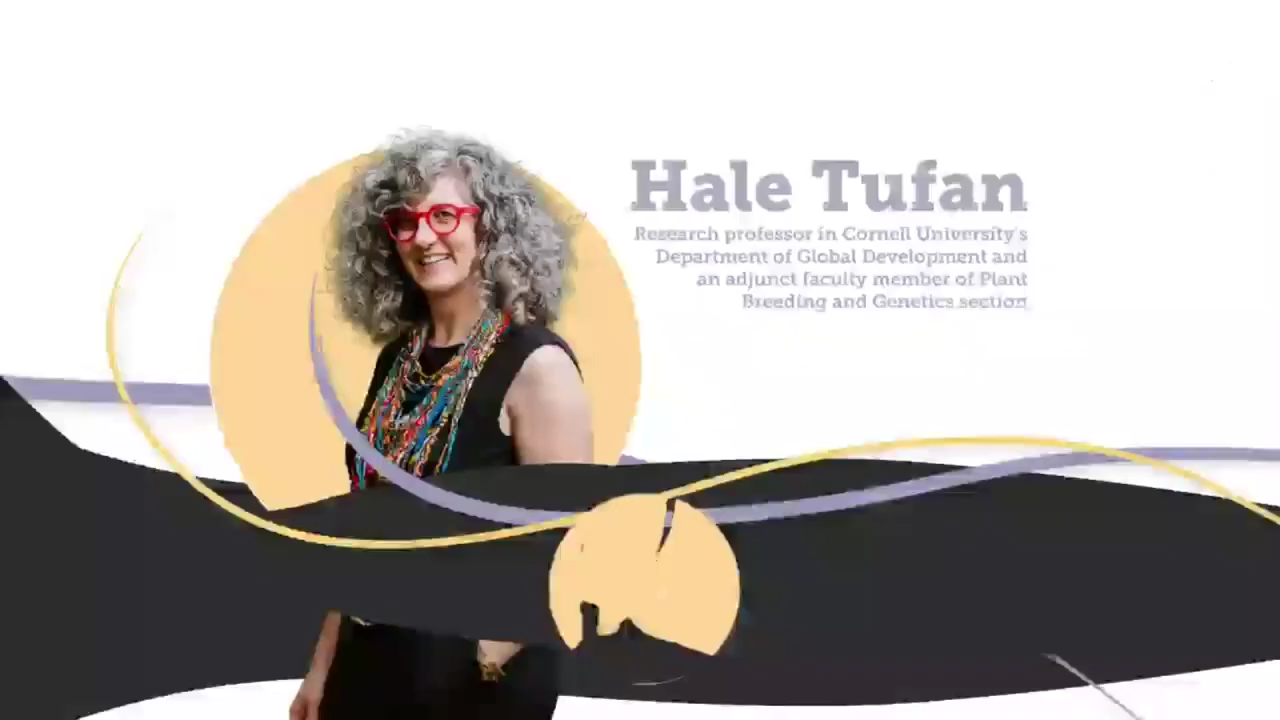 Hale Tufan
Research professor in Cornell University's
Department of Global Development and
an adjunct faculty member of Plant
Breeding and Genetics section